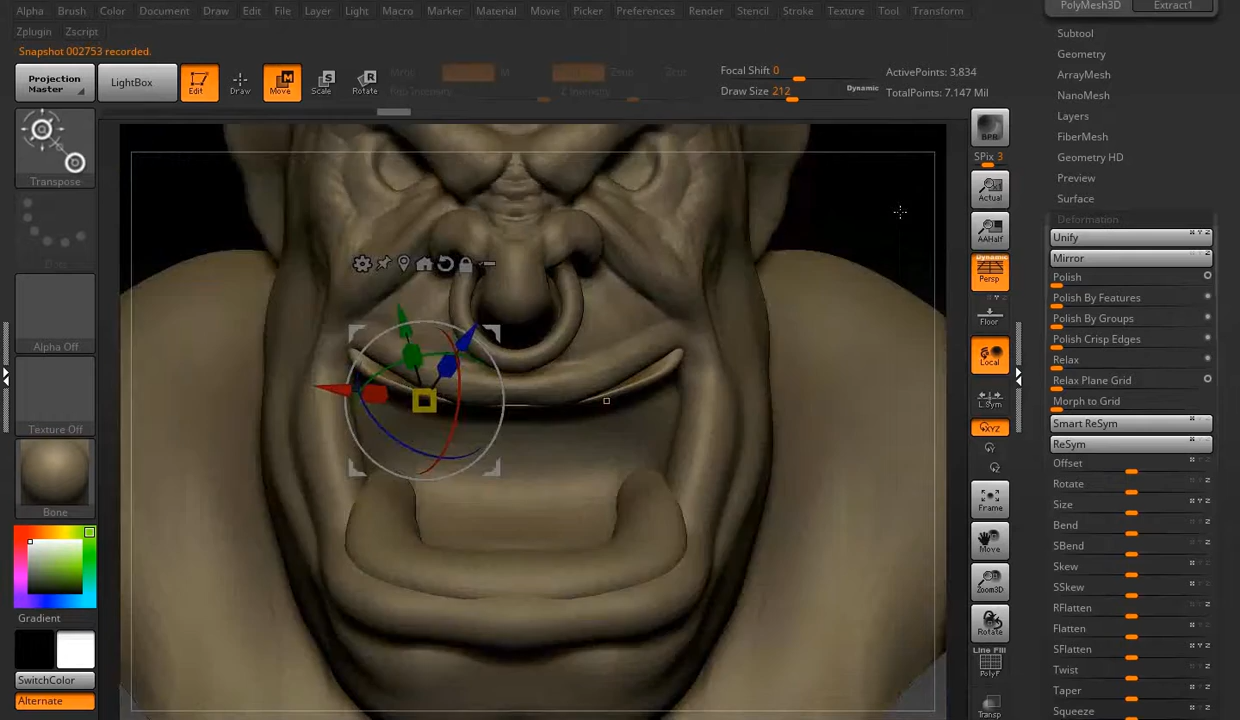 Alpha Brush Color Document Draw Edit File Layer Light Macro Marker Material Movie Picker Preferences Render Stencil Stroke Texture Tool Transform
Zplugin Zscript
Snapshot 002753 recorded.
Projection Master
LightBox
Edit
Draw
Move
Scale
Rotate
M
Focal Shift 0
Draw Size 212
Dynamic
ActivePoints: 3,834
TotalPoints: 7.147 Mil
Transpose
Alpha Off
Texture Off
Bone
Gradient
SwitchColor
Alternate
BPR
SPix 3
Actual
AAHalf
Dynamic
Persp
Floor
Local
L.Sym
XYZ
Frame
Move
Zoom3D
Rotate
Line Fill
PolyF
Transp
PolyMesh3D
Extract1
Subtool
Geometry
ArrayMesh
NanoMesh
Layers
FiberMesh
Geometry HD
Preview
Surface
Deformation
Unify
Mirror
Polish
Polish By Features
Polish By Groups
Polish Crisp Edges
Relax
Relax Plane Grid
Morph to Grid
Smart ReSym
ReSym
Offset
Rotate
Size
Bend
SBend
Skew
SSkew
RFlatten
Flatten
SFlatten
Twist
Taper
Squeeze